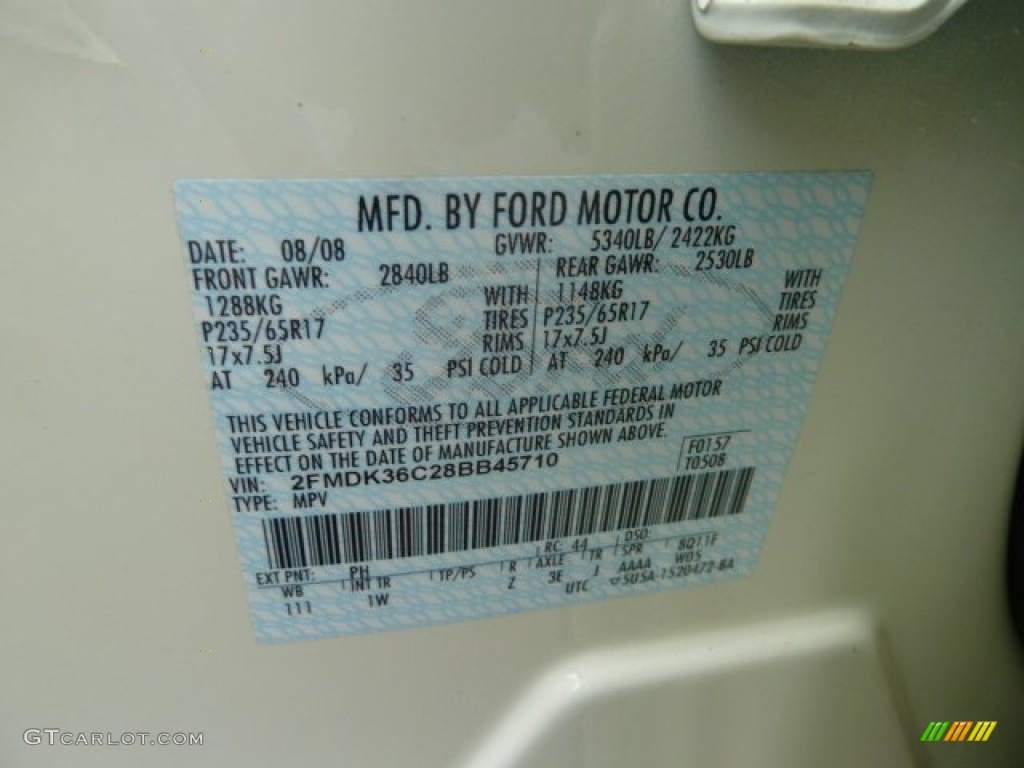 MFD. BY FORD MOTOR CO.
DATE: 08/08 GVWR: 5340LB/ 2422KG
FRONT GAWR: 2840LB REAR GAWR: 2530LB
1288KG WITH 1148KG WITH
P235/65R17 TIRES P235/65R17 TIRES
17x7.5J RIMS 17x7.5J RIMS
AT 240 kPa/ 35 PSI COLD AT 240 kPa/ 35 PSI COLD
THIS VEHICLE CONFORMS TO ALL APPLICABLE FEDERAL MOTOR
VEHICLE SAFETY AND THEFT PREVENTION STANDARDS IN
EFFECT ON THE DATE OF MANUFACTURE SHOWN ABOVE.
VIN: 2FMDK36C28BB45710 F0157
TYPE: MPV T0508
EXT PNT: PH RC: 44 DSO: 8Q11F
WB INT TR TP/PS R AXLE TR SPR W05
111 1W Z 3E J AAAA
UTC 5U5A-1520472-BA
GTCARLOT.COM